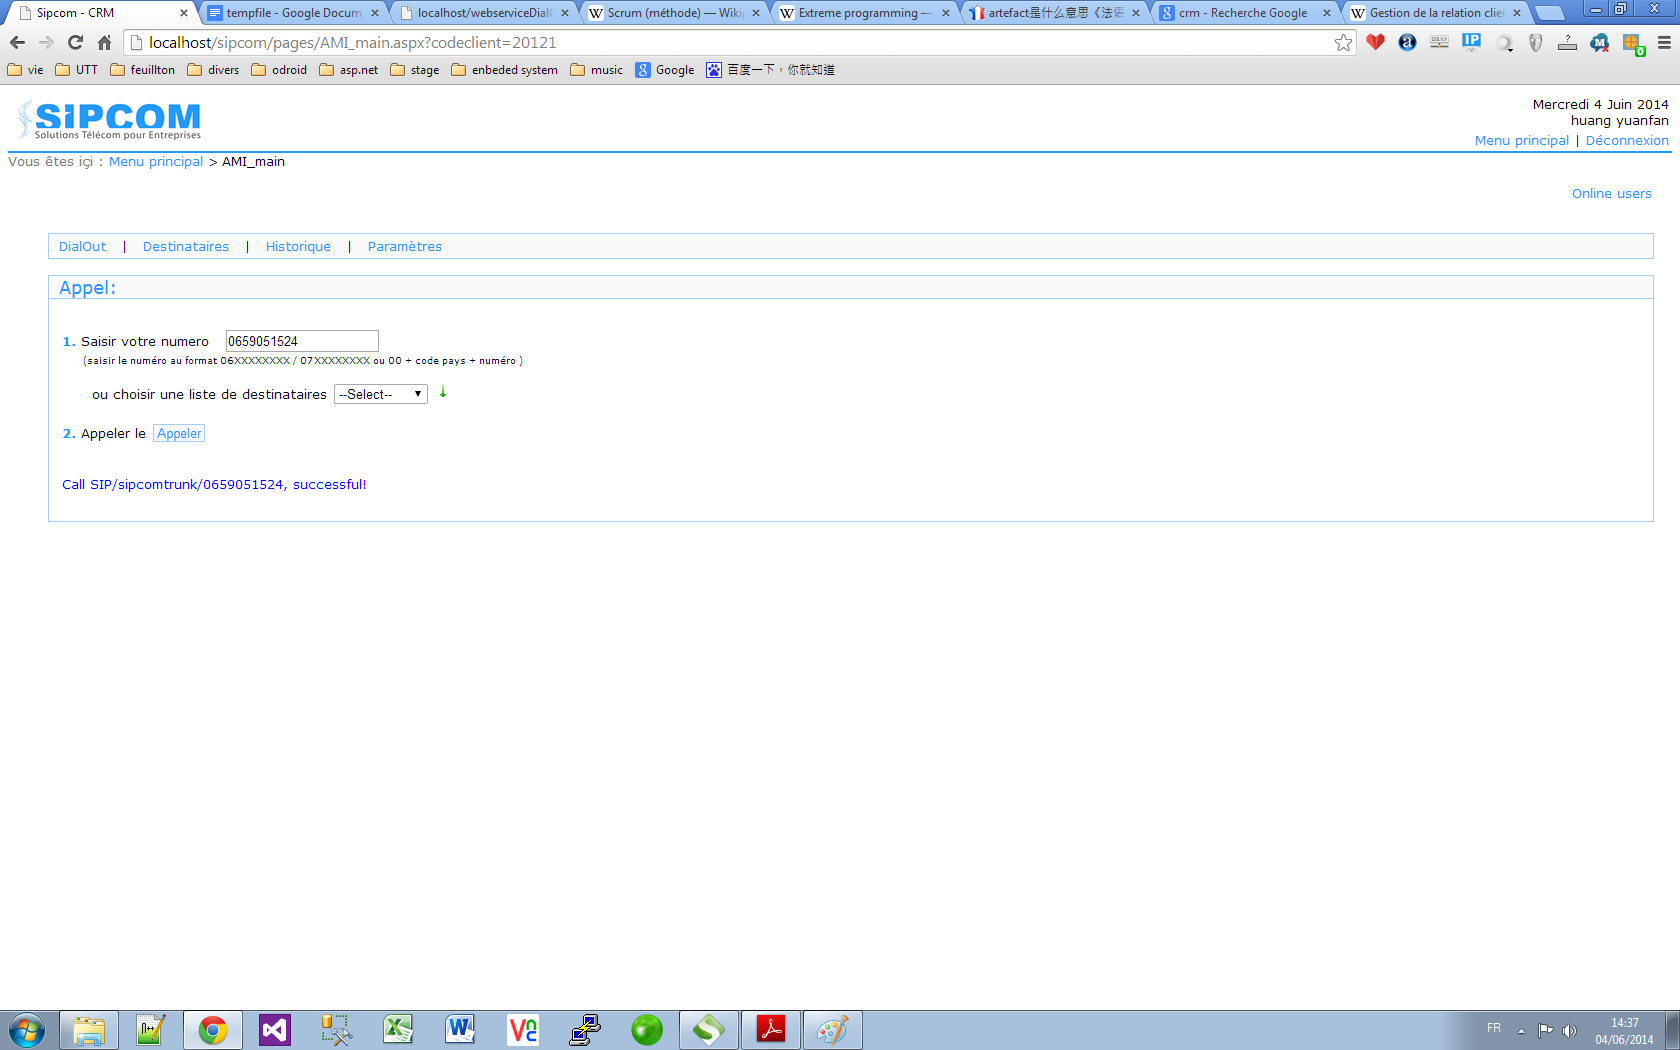 Sipcom - CRM
tempfile - Google Docum
localhost/webserviceDial
Scrum (méthode) — Wiki
Extreme programming —
artefact是什么意思《法语
crm - Recherche Google
Gestion de la relation clie
localhost/sipcom/pages/AMI_main.aspx?codeclient=20121
vie UTT feuillton divers odroid asp.net stage enbeded system music Google 百度一下，你就知道
SIPCOM
Solutions Télécom pour Entreprises
Mercredi 4 Juin 2014
huang yuanfan
Menu principal | Déconnexion
Vous êtes içi : Menu principal > AMI_main
Online users
DialOut | Destinataires | Historique | Paramètres
Appel:
1. Saisir votre numero 0659051524
(saisir le numéro au format 06XXXXXXXX / 07XXXXXXXX ou 00 + code pays + numéro )
ou choisir une liste de destinataires --Select--
2. Appeler le Appeler
Call SIP/sipcomtrunk/0659051524, successful!
FR
14:37
04/06/2014